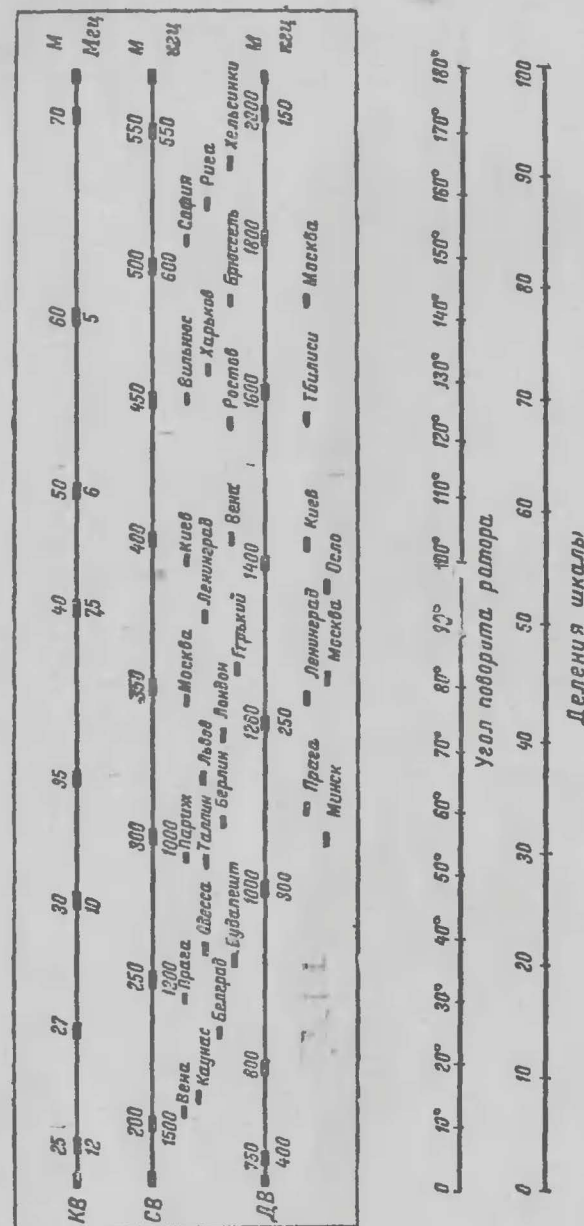 М 25 27 30 35 40 50 60 70
КВ
Мгц 12 10 7,5 6 5
М 200 250 300 350 400 450 500 550
СВ
кгц 1500 1200 1000 600 550
Вена Прага Париж Москва Киев Вильнюс София
Каунас Одесса Таллин Львов Ленинград Харьков Рига
Белград Берлин Лондон
Будапешт Горький Вена Ростов Брюссель Хельсинки
М 750 800 1000 1260 1400 1600 1800 2000
ДВ
кгц 400 300 250 150
Прага Ленинград Киев Тбилиси Москва
Минск Москва Осло
0 10° 20° 30° 40° 50° 60° 70° 80° 90° 100° 110° 120° 130° 140° 150° 160° 170° 180°
Угол поворота ротора
0 10 20 30 40 50 60 70 80 90 100
Деления шкалы